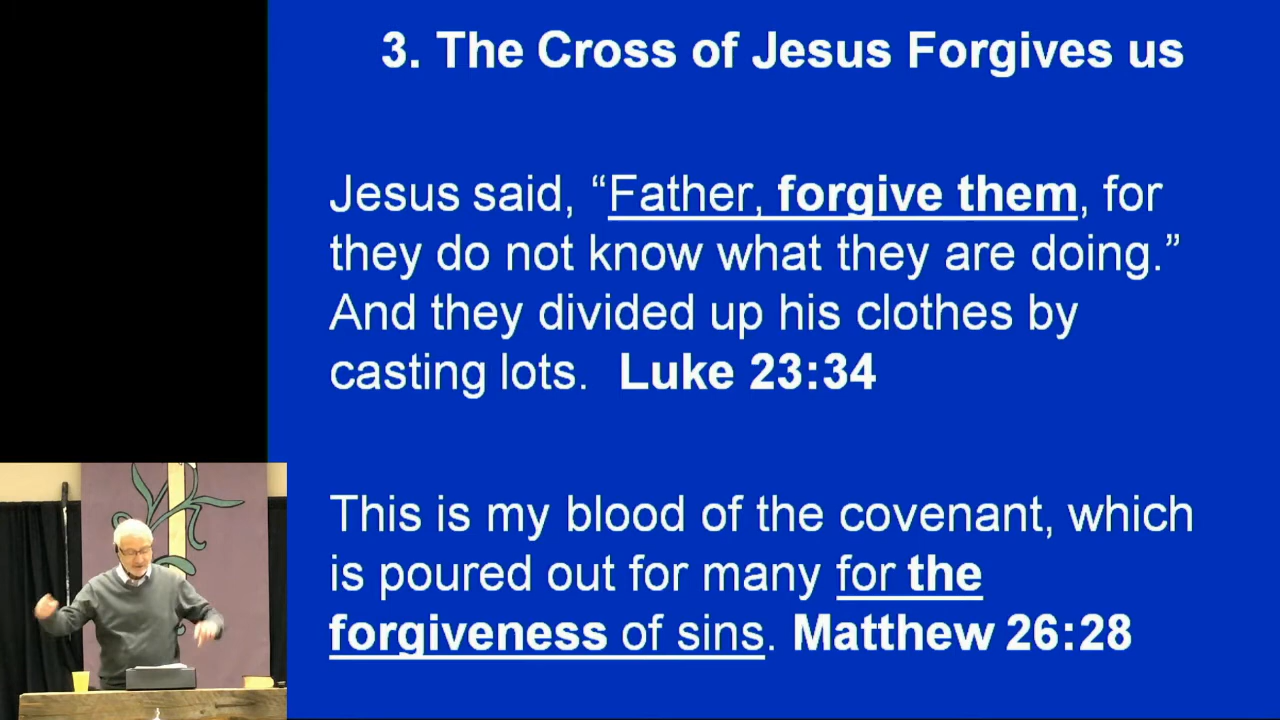 3. The Cross of Jesus Forgives us
Jesus said, “Father, forgive them, for
they do not know what they are doing.”
And they divided up his clothes by
casting lots. Luke 23:34
This is my blood of the covenant, which
is poured out for many for the
forgiveness of sins. Matthew 26:28